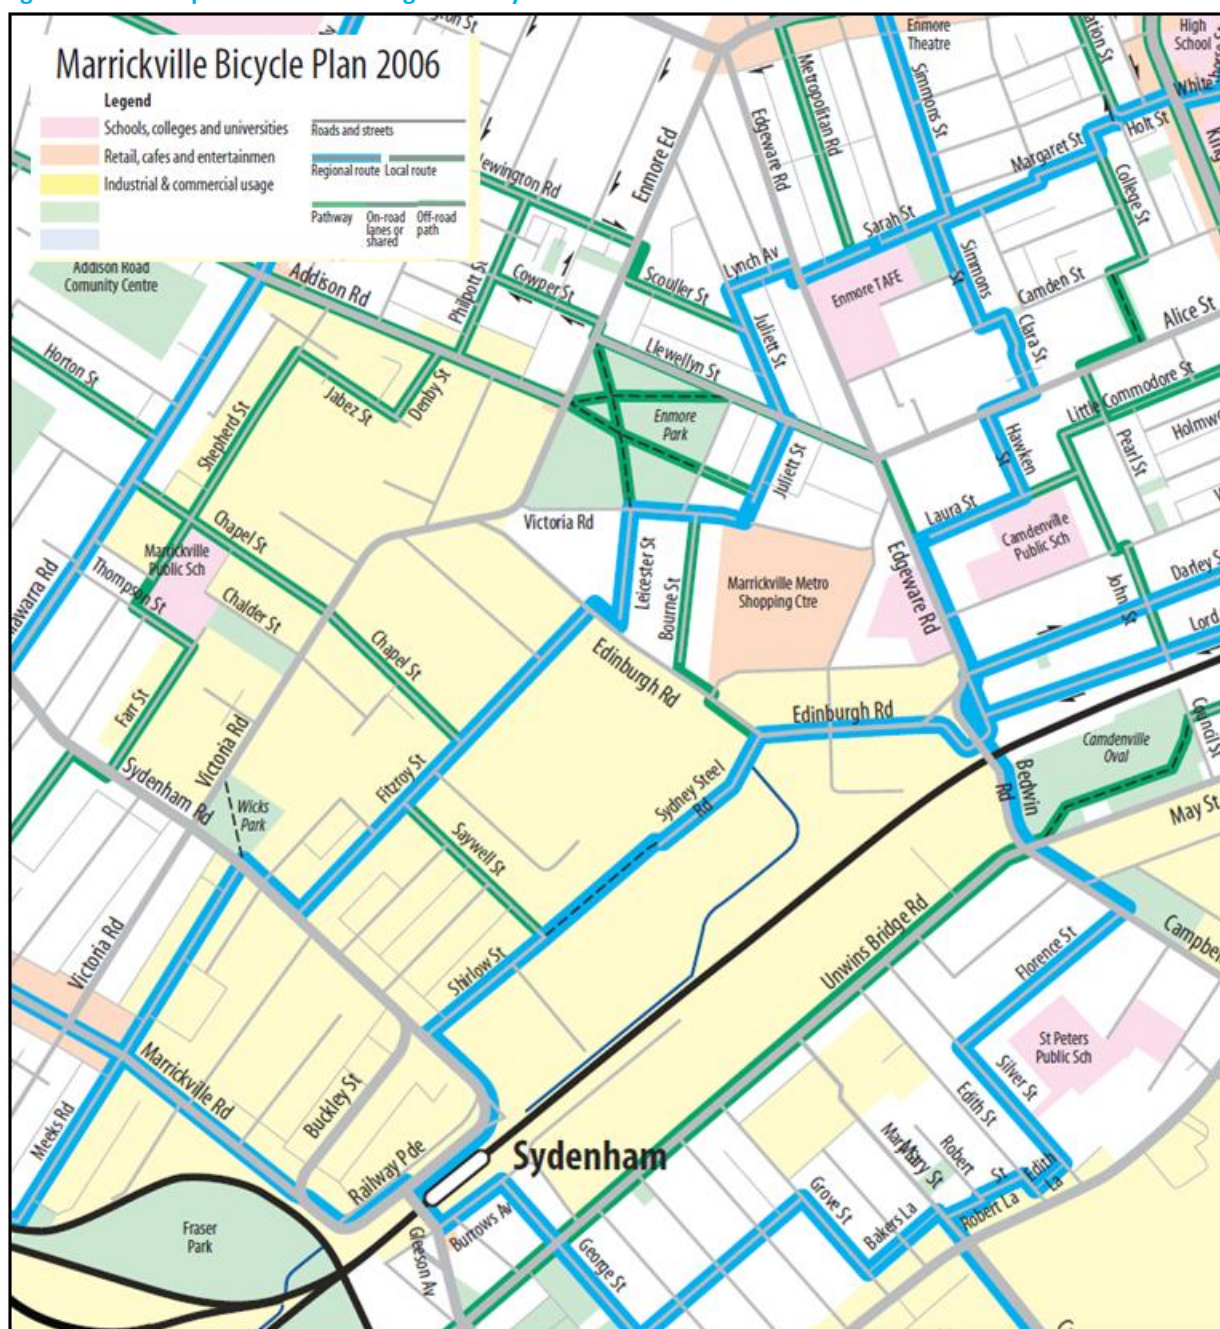 Marrickville Bicycle Plan 2006
Legend
Schools, colleges and universities
Retail, cafes and entertainmen
Industrial & commercial usage
Roads and streets
Regional route
Local route
Pathway
On-road
lanes or
shared
Off-road
path
Enmore
Theatre
High
School
Metropolitan Rd
Simmons St
Edgeware Rd
Enmore Ed
Margaret St
Holt St
College St
Sarah St
Lynch Av
Enmore TAFE
Simmons
St
Camden St
Alice St
Clara St
Addison Road
Comunity Centre
Addison Rd
Philpott St
Cowper St
Scouller St
Juliett St
Llewellyn St
Horton St
Shepherd St
Jabez St
Denby St
Enmore
Park
Little Commodore St
Hawken
St
Pearl St
Juliett St
Laura St
Camdenville
Public Sch
Victoria Rd
Chapel St
Marrickville
Public Sch
Thompson St
Chalder St
Leicester St
Bourne St
Marrickville Metro
Shopping Ctre
Edgeware Rd
John St
Chapel St
Farr St
Edinburgh Rd
Edinburgh Rd
Council St
Camdenville
Oval
Victoria Rd
Sydenham Rd
Wicks
Park
Fitzroy St
Sydney Steel
Rd
Bedwin
Rd
May St
Saywell St
Victoria Rd
Shirlow St
Unwins Bridge Rd
Florence St
Marrickville Rd
Meeks Rd
Buckley St
Railway Pde
St Peters
Public Sch
Silver St
Edith St
Sydenham
Robert
St
Edith
La
Robert La
Grove St
Bakers La
Fraser
Park
Gleeson Av
Burrows Av
George St